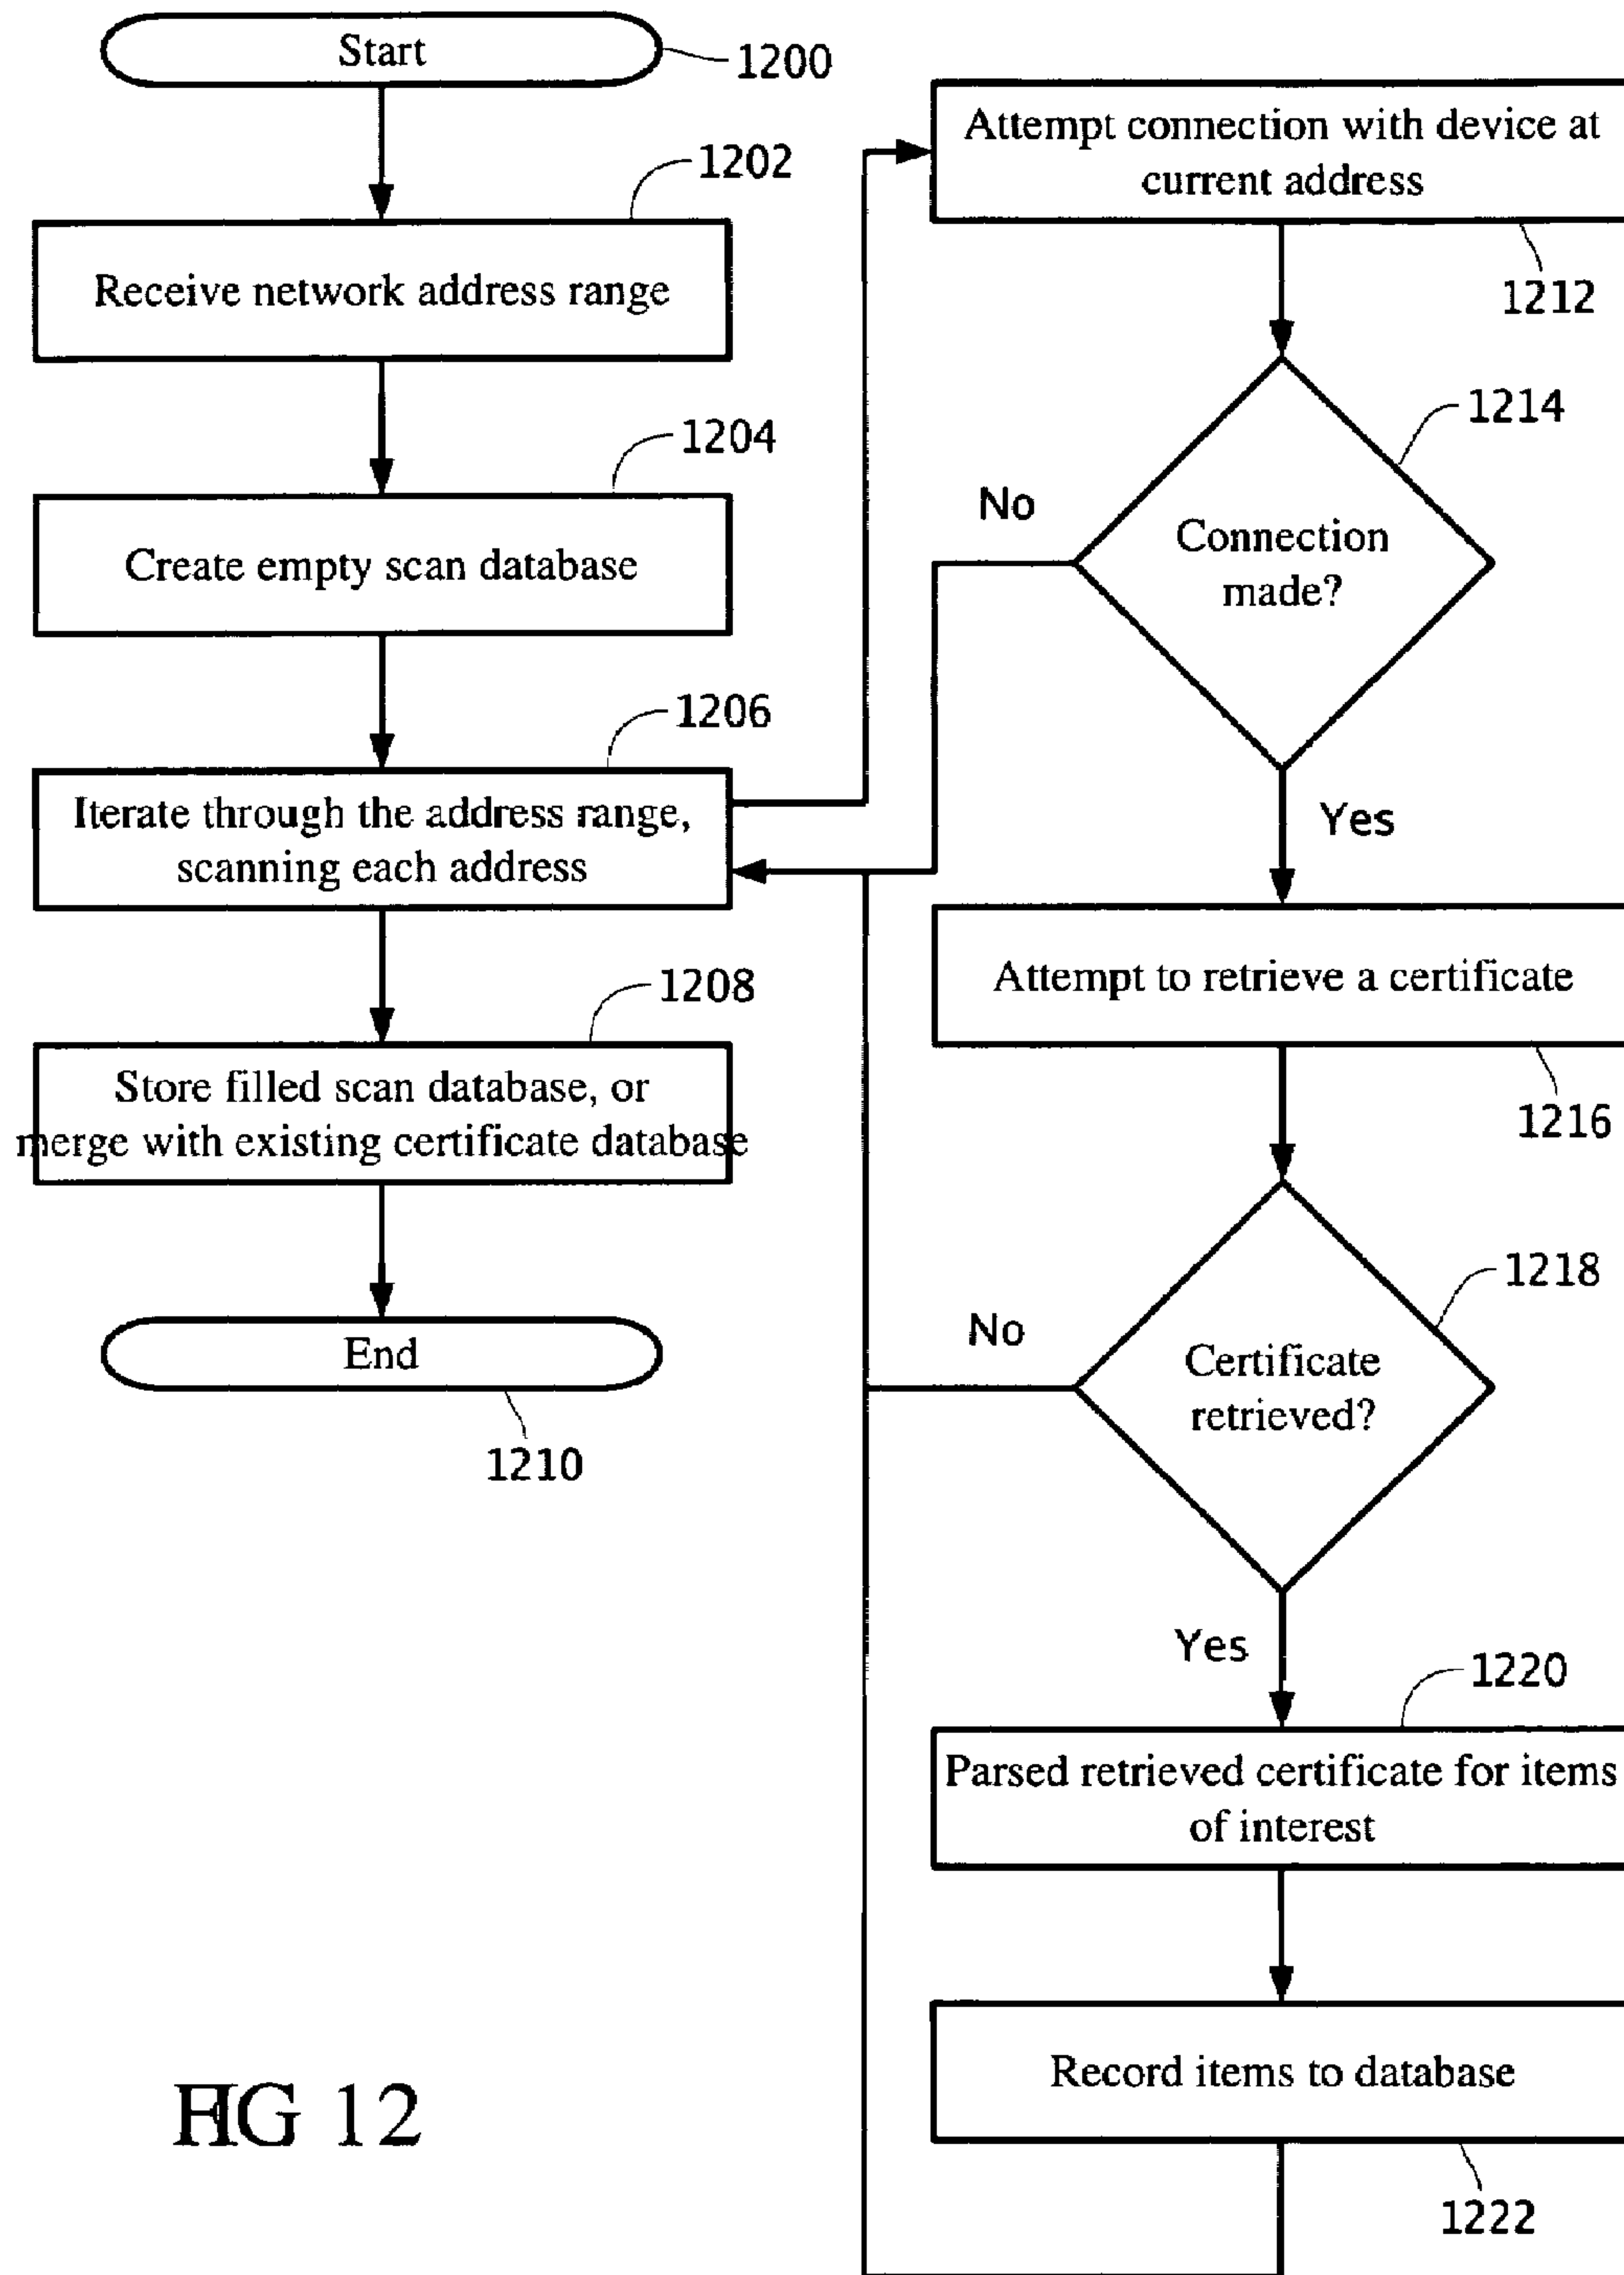 Start
1200
1202
Receive network address range
1204
Create empty scan database
1206
Iterate through the address range,
scanning each address
1208
Store filled scan database, or
merge with existing certificate database
End
1210
Attempt connection with device at
current address
1212
1214
No
Connection
made?
Yes
Attempt to retrieve a certificate
1216
1218
No
Certificate
retrieved?
Yes
1220
Parsed retrieved certificate for items
of interest
Record items to database
1222
FIG 12